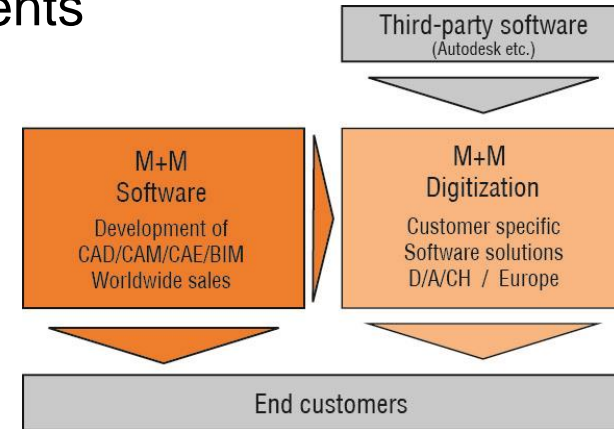 Third-party software
(Autodesk etc.)
M+M
Software
Development of
CAD/CAM/CAE/BIM
Worldwide sales
M+M
Digitization
Customer specific
Software solutions
D/A/CH / Europe
End customers